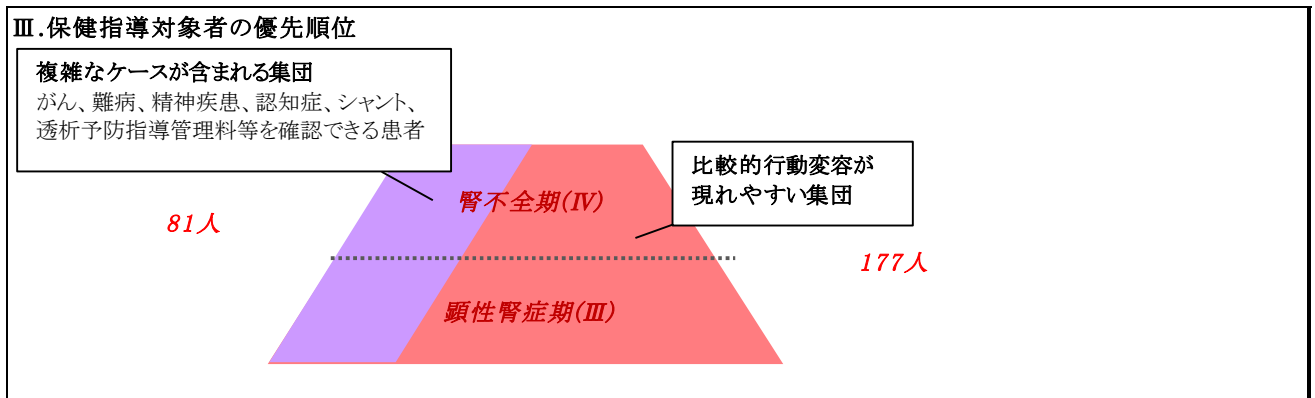 Ⅲ.保健指導対象者の優先順位
複雑なケースが含まれる集団
がん、難病、精神疾患、認知症、シャント、
透析予防指導管理料等を確認できる患者
比較的行動変容が
現れやすい集団
腎不全期(Ⅳ)
81人
177人
顕性腎症期(Ⅲ)